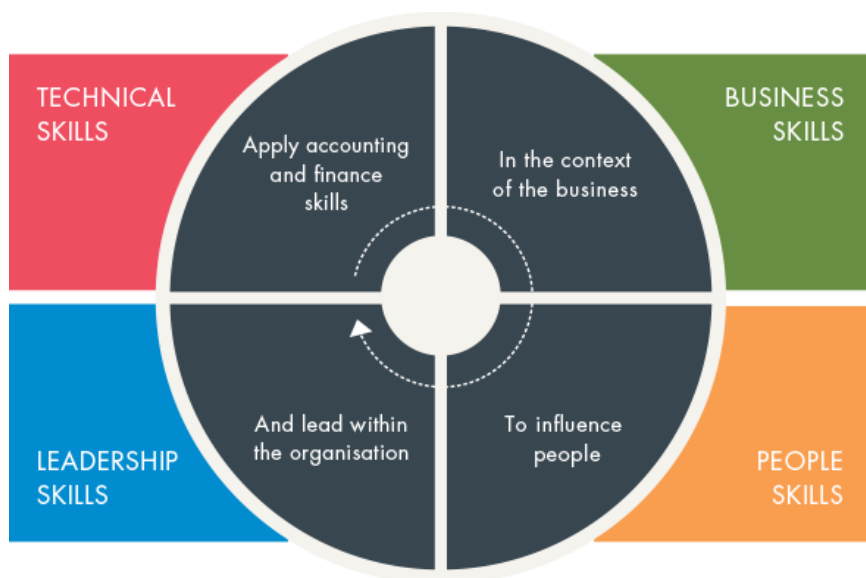 TECHNICAL
SKILLS
Apply accounting
and finance
skills
In the context
of the business
BUSINESS
SKILLS
LEADERSHIP
SKILLS
And lead within
the organisation
To influence
people
PEOPLE
SKILLS